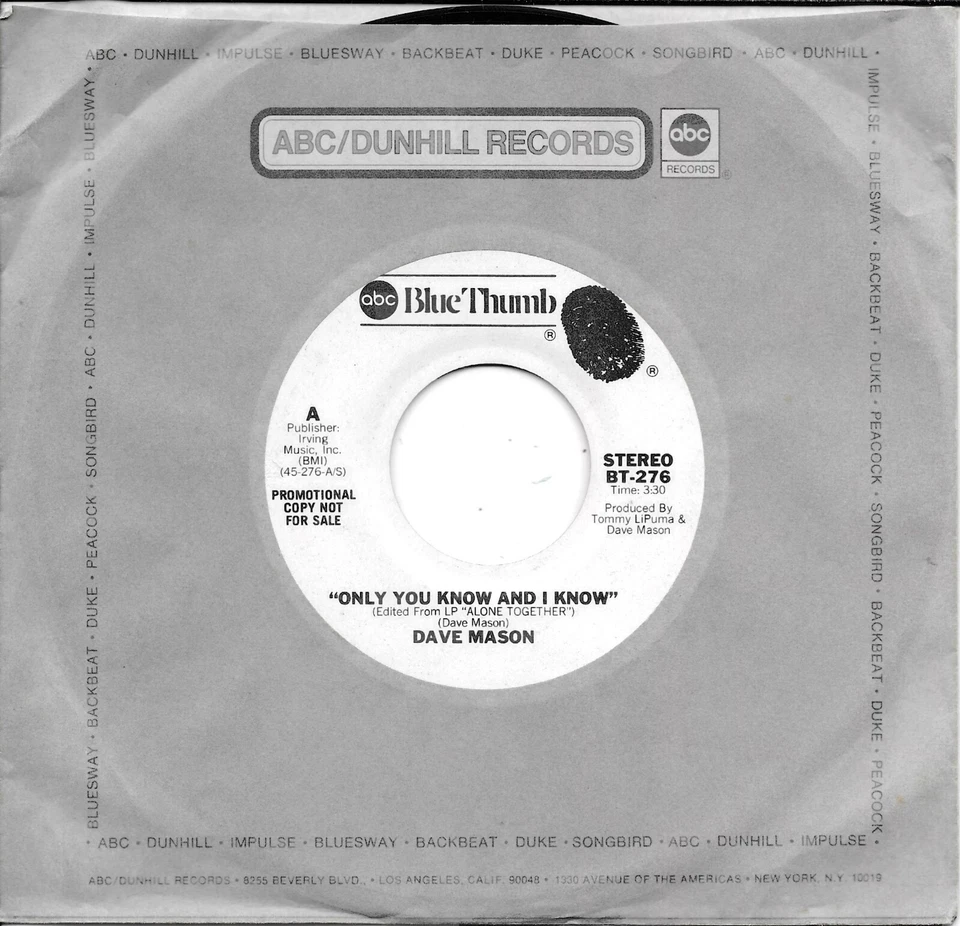 ABC • DUNHILL • IMPULSE • BLUESWAY • BACKBEAT • DUKE • PEACOCK • SONGBIRD • ABC • DUNHILL •
IMPULSE • BLUESWAY • BACKBEAT • DUKE • PEACOCK • SONGBIRD • BACKBEAT • DUKE • PEACOCK
BLUESWAY • BACKBEAT • DUKE • PEACOCK • SONGBIRD • ABC • DUNHILL • IMPULSE • BLUESWAY •
ABC/DUNHILL RECORDS
abc
RECORDS
abc Blue Thumb
®
®
A
Publisher:
Irving
Music, Inc.
(BMI)
(45-276-A/S)
PROMOTIONAL
COPY NOT
FOR SALE
STEREO
BT-276
Time: 3:30
Produced By
Tommy LiPuma &
Dave Mason
"ONLY YOU KNOW AND I KNOW"
(Edited From LP "ALONE TOGETHER")
(Dave Mason)
DAVE MASON
• ABC • DUNHILL • IMPULSE • BLUESWAY • BACKBEAT • DUKE • SONGBIRD • ABC • DUNHILL • IMPULSE •
ABC/DUNHILL RECORDS • 8255 BEVERLY BLVD., • LOS ANGELES, CALIF. 90048 • 1330 AVENUE OF THE AMERICAS • NEW YORK, N.Y. 10019